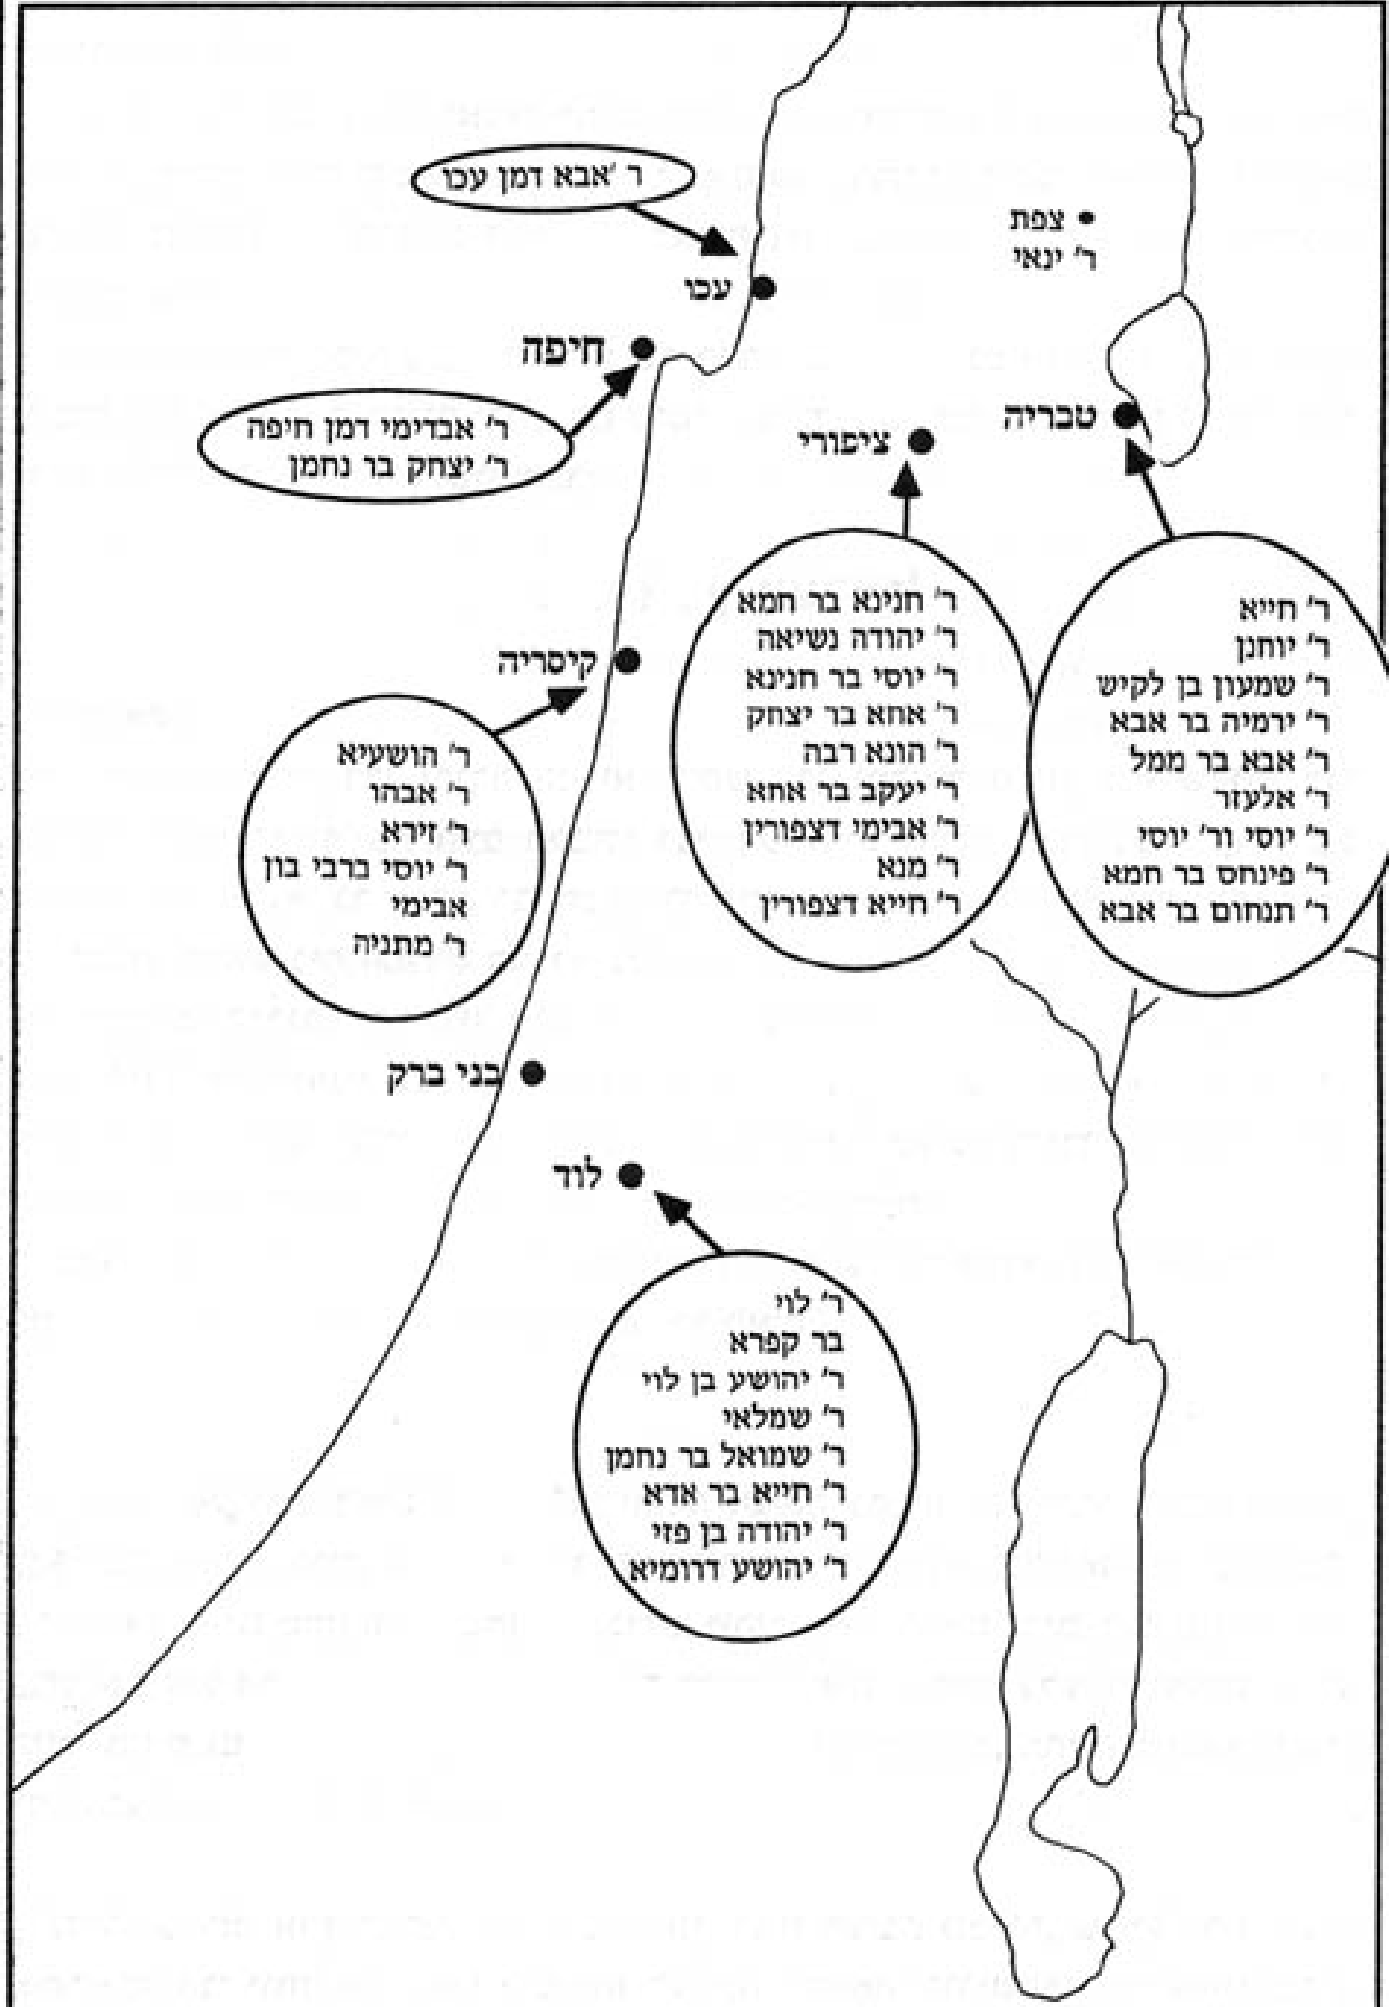 ר 'אבא דמן עכו
• צפת
ר' ינאי
עכו
חיפה
ר' אבדימי דמן חיפה
ר' יצחק בר נחמן
טבריה
ציפורי
ר' חייא
ר' יוחנן
ר' שמעון בן לקיש
ר' ירמיה בר אבא
ר' אבא בר ממל
ר' אלעזר
ר' יוסי ור' יוסי
ר' פינחס בר חמא
ר' תנחום בר אבא
ר' חנינא בר חמא
ר' יהודה נשיאה
ר' יוסי בר חנינא
ר' אחא בר יצחק
ר' הונא רבה
ר' יעקב בר אחא
ר' אבימי דצפורין
ר' מנא
ר' חייא דצפורין
קיסריה
ר' הושעיא
ר' אבהו
ר' זירא
ר' יוסי ברבי בון
אבימי
ר' מתניה
בני ברק
לוד
ר' לוי
בר קפרא
ר' יהושע בן לוי
ר' שמלאי
ר' שמואל בר נחמן
ר' חייא בר אדא
ר' יהודה בן פזי
ר' יהושע דרומיא